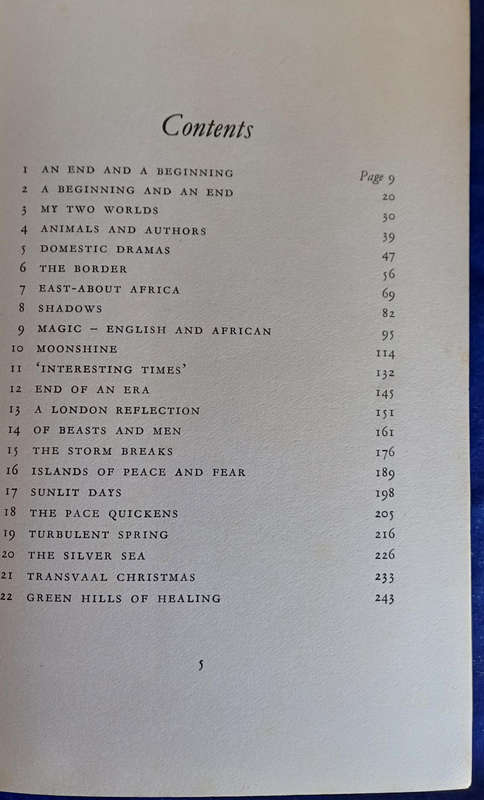 Contents
1 AN END AND A BEGINNING Page 9
2 A BEGINNING AND AN END 20
3 MY TWO WORLDS 30
4 ANIMALS AND AUTHORS 39
5 DOMESTIC DRAMAS 47
6 THE BORDER 56
7 EAST-ABOUT AFRICA 69
8 SHADOWS 82
9 MAGIC – ENGLISH AND AFRICAN 95
10 MOONSHINE 114
11 ‘INTERESTING TIMES’ 132
12 END OF AN ERA 145
13 A LONDON REFLECTION 151
14 OF BEASTS AND MEN 161
15 THE STORM BREAKS 176
16 ISLANDS OF PEACE AND FEAR 189
17 SUNLIT DAYS 198
18 THE PACE QUICKENS 205
19 TURBULENT SPRING 216
20 THE SILVER SEA 226
21 TRANSVAAL CHRISTMAS 233
22 GREEN HILLS OF HEALING 243
5